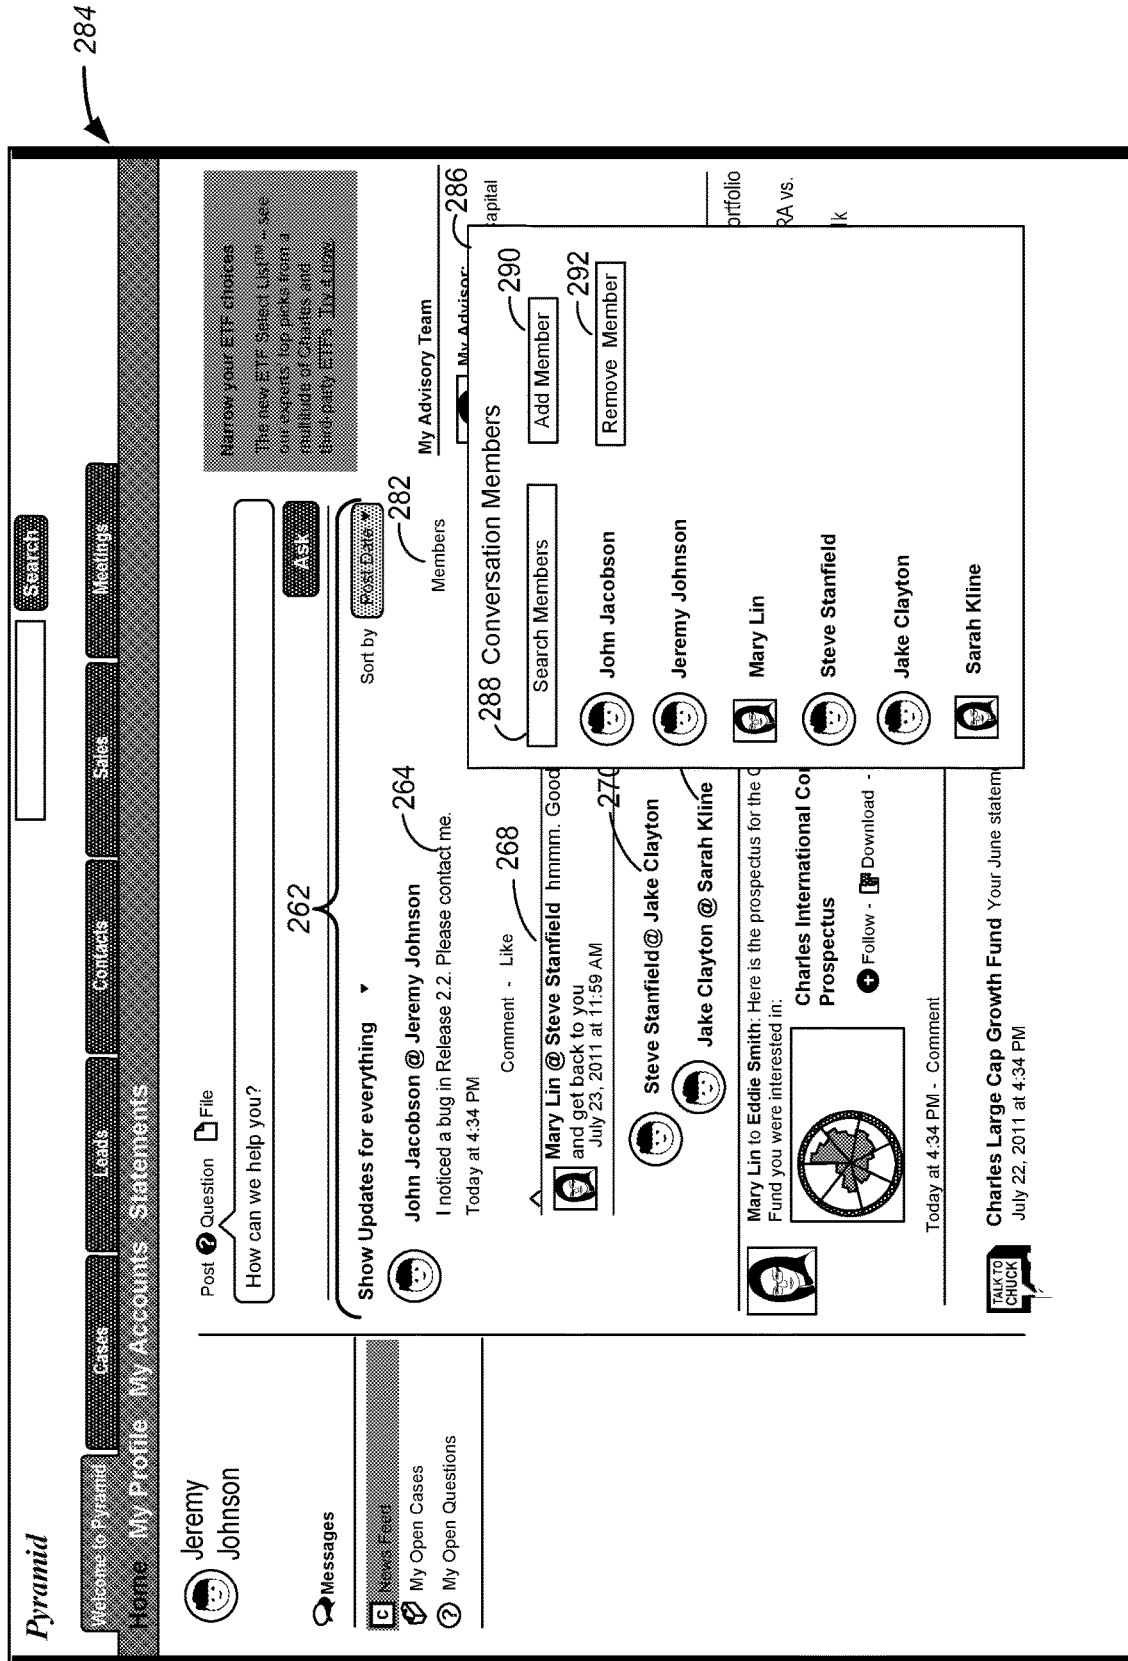 284
Pyramid
Search
Welcome to Pyramid
Cases
Leads
Contacts
Sales
Meetings
Home My Profile My Accounts Statements
Jeremy
Johnson
Messages
C News Feed
My Open Cases
? My Open Questions
Post ? Question File
How can we help you?
Ask
262
Show Updates for everything
Sort by Post Date
282
Members
John Jacobson @ Jeremy Johnson
264
I noticed a bug in Release 2.2. Please contact me.
Today at 4:34 PM
Comment - Like
268
Mary Lin @ Steve Stanfield hmmm. Good
and get back to you
July 23, 2011 at 11:59 AM
270
Steve Stanfield @ Jake Clayton
Jake Clayton @ Sarah Kline
Mary Lin to Eddie Smith: Here is the prospectus for the
Fund you were interested in:
Charles International
Prospectus
Follow - Download -
Today at 4:34 PM - Comment
TALK TO
CHUCK
Charles Large Cap Growth Fund Your June
July 22, 2011 at 4:34 PM
Narrow your ETF choices
The new ETF Select List™ – see
our experts top picks from a
multitude of Charles and
third-party ETFs. Try it now
My Advisory Team
My Advisor:
286
apital
ortfolio
RA vs.
lk
288 Conversation Members
290
Search Members
Add Member
292
Remove Member
John Jacobson
Jeremy Johnson
Mary Lin
Steve Stanfield
Jake Clayton
Sarah Kline